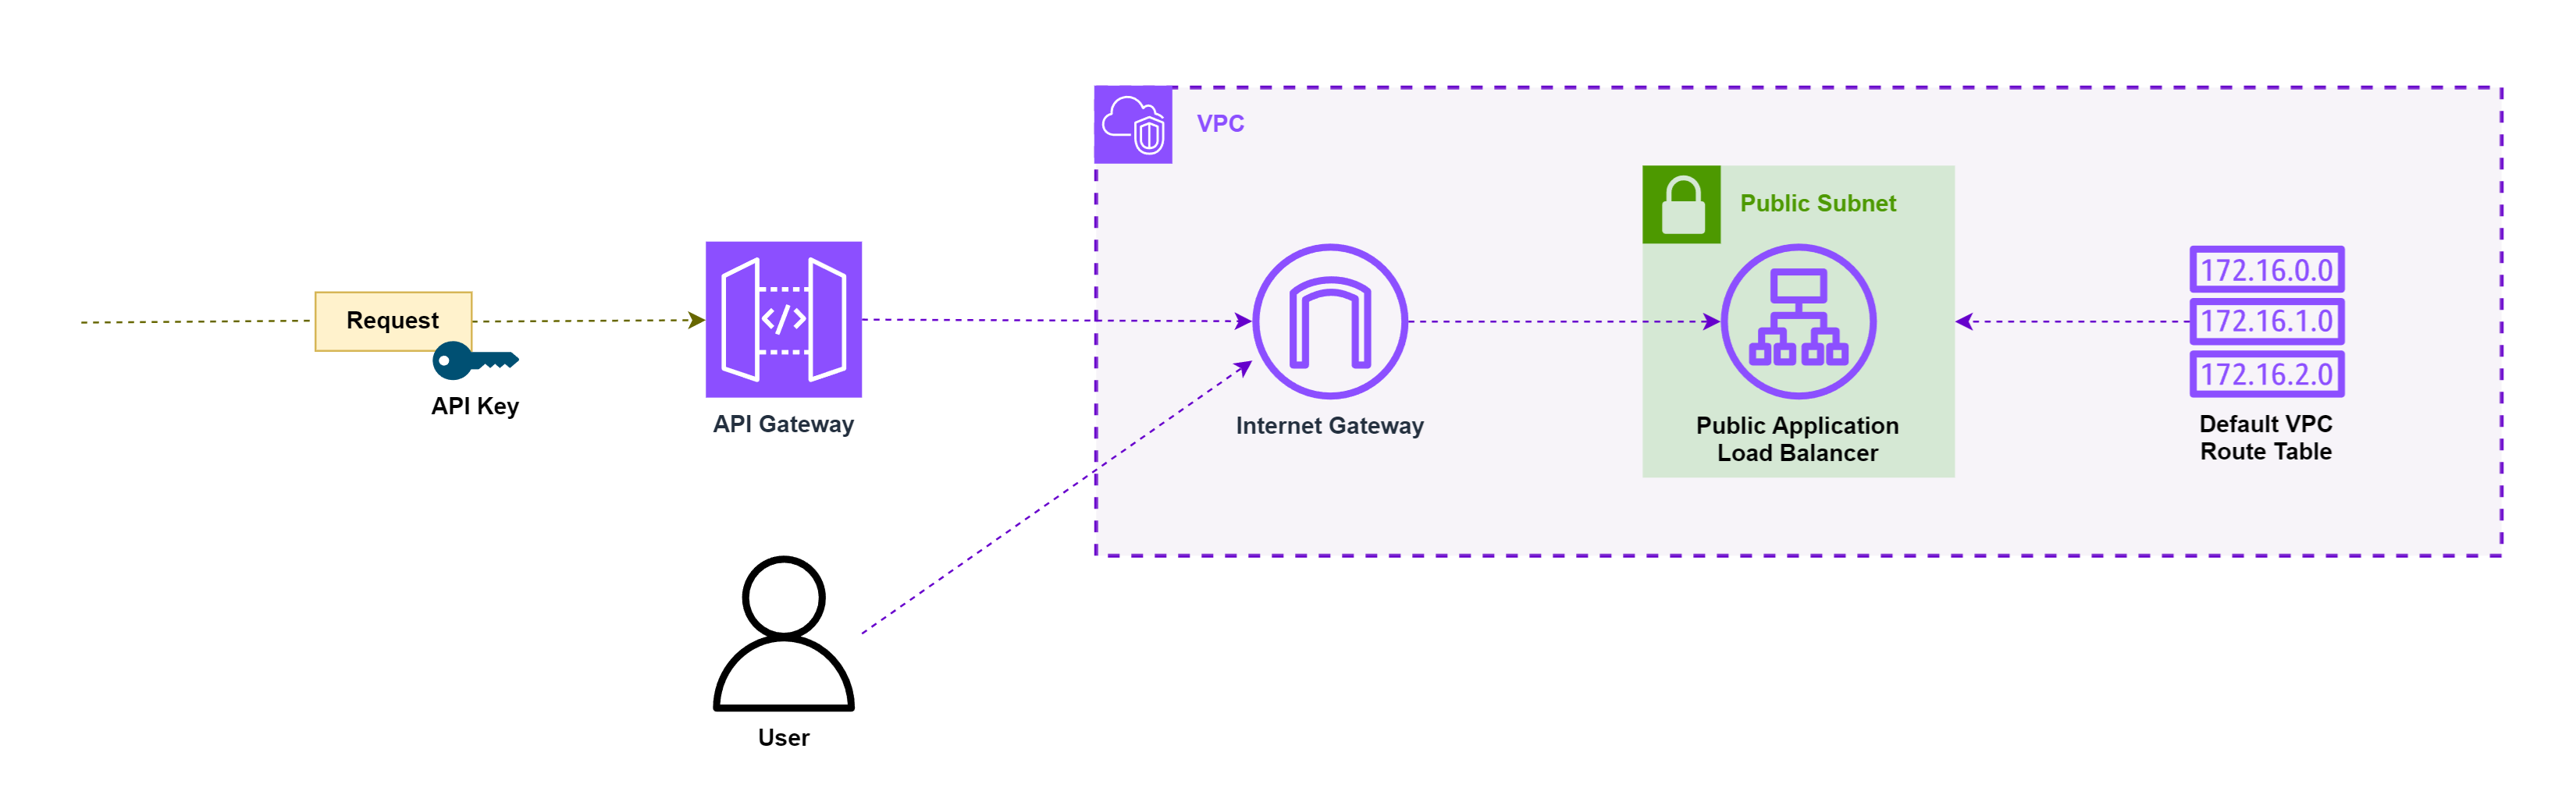 VPC
Public Subnet
Request
API Key
</>
API Gateway
Internet Gateway
Public Application
Load Balancer
172.16.0.0
172.16.1.0
172.16.2.0
Default VPC
Route Table
User